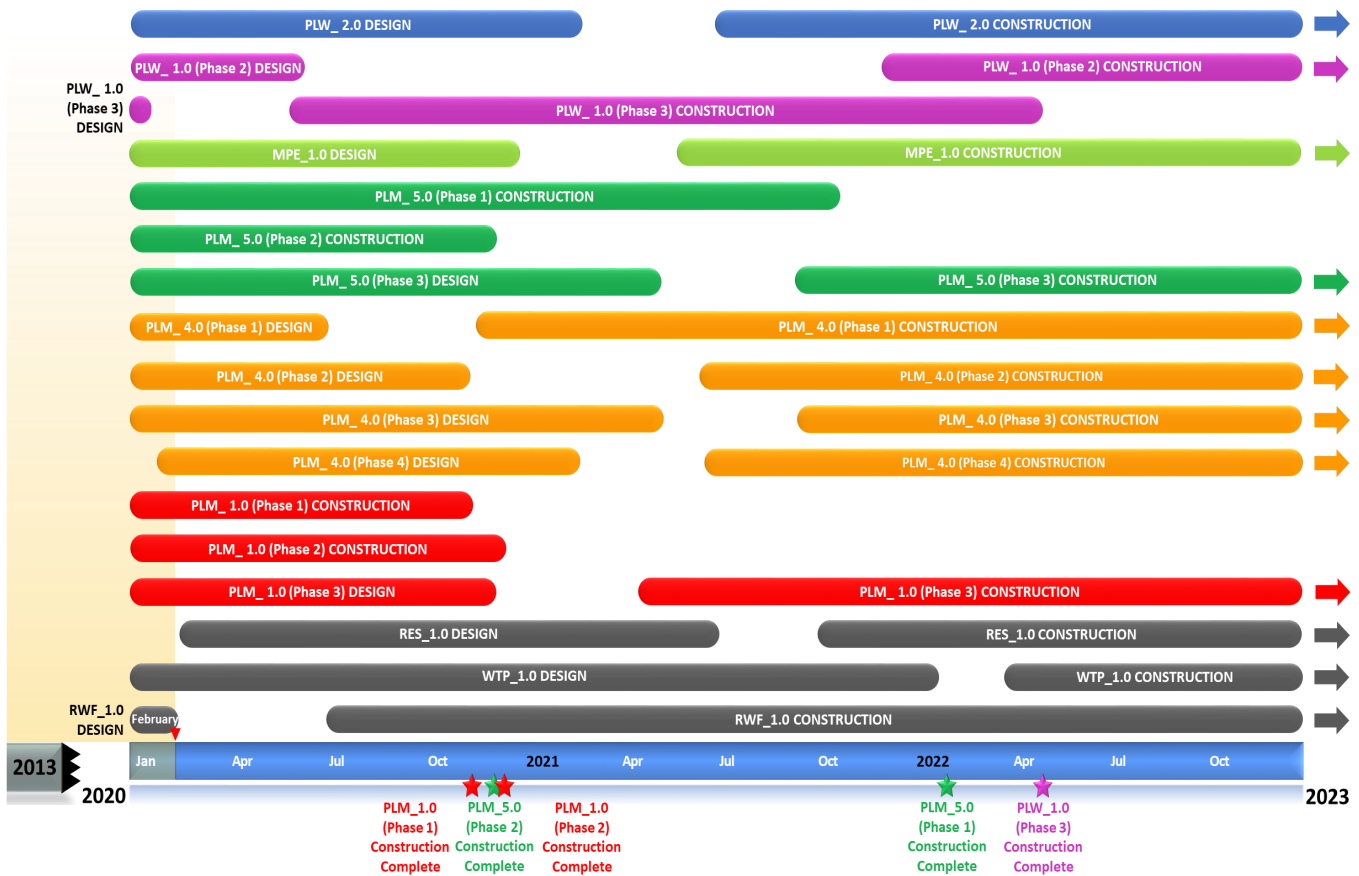 PLW_ 2.0 DESIGN
PLW_ 2.0 CONSTRUCTION
PLW_ 1.0 (Phase 2) DESIGN
PLW_ 1.0 (Phase 2) CONSTRUCTION
PLW_ 1.0
(Phase 3)
DESIGN
PLW_ 1.0 (Phase 3) CONSTRUCTION
MPE_1.0 DESIGN
MPE_1.0 CONSTRUCTION
PLM_ 5.0 (Phase 1) CONSTRUCTION
PLM_ 5.0 (Phase 2) CONSTRUCTION
PLM_ 5.0 (Phase 3) DESIGN
PLM_ 5.0 (Phase 3) CONSTRUCTION
PLM_ 4.0 (Phase 1) DESIGN
PLM_ 4.0 (Phase 1) CONSTRUCTION
PLM_ 4.0 (Phase 2) DESIGN
PLM_ 4.0 (Phase 2) CONSTRUCTION
PLM_ 4.0 (Phase 3) DESIGN
PLM_ 4.0 (Phase 3) CONSTRUCTION
PLM_ 4.0 (Phase 4) DESIGN
PLM_ 4.0 (Phase 4) CONSTRUCTION
PLM_ 1.0 (Phase 1) CONSTRUCTION
PLM_ 1.0 (Phase 2) CONSTRUCTION
PLM_ 1.0 (Phase 3) DESIGN
PLM_ 1.0 (Phase 3) CONSTRUCTION
RES_1.0 DESIGN
RES_1.0 CONSTRUCTION
WTP_1.0 DESIGN
WTP_1.0 CONSTRUCTION
RWF_1.0
DESIGN
February
RWF_1.0 CONSTRUCTION
2013
Jan Apr Jul Oct 2021 Apr Jul Oct 2022 Apr Jul Oct
2020
2023
PLM_1.0
(Phase 1)
Construction
Complete
PLM_5.0
(Phase 2)
Construction
Complete
PLM_1.0
(Phase 2)
Construction
Complete
PLM_5.0
(Phase 1)
Construction
Complete
PLW_1.0
(Phase 3)
Construction
Complete